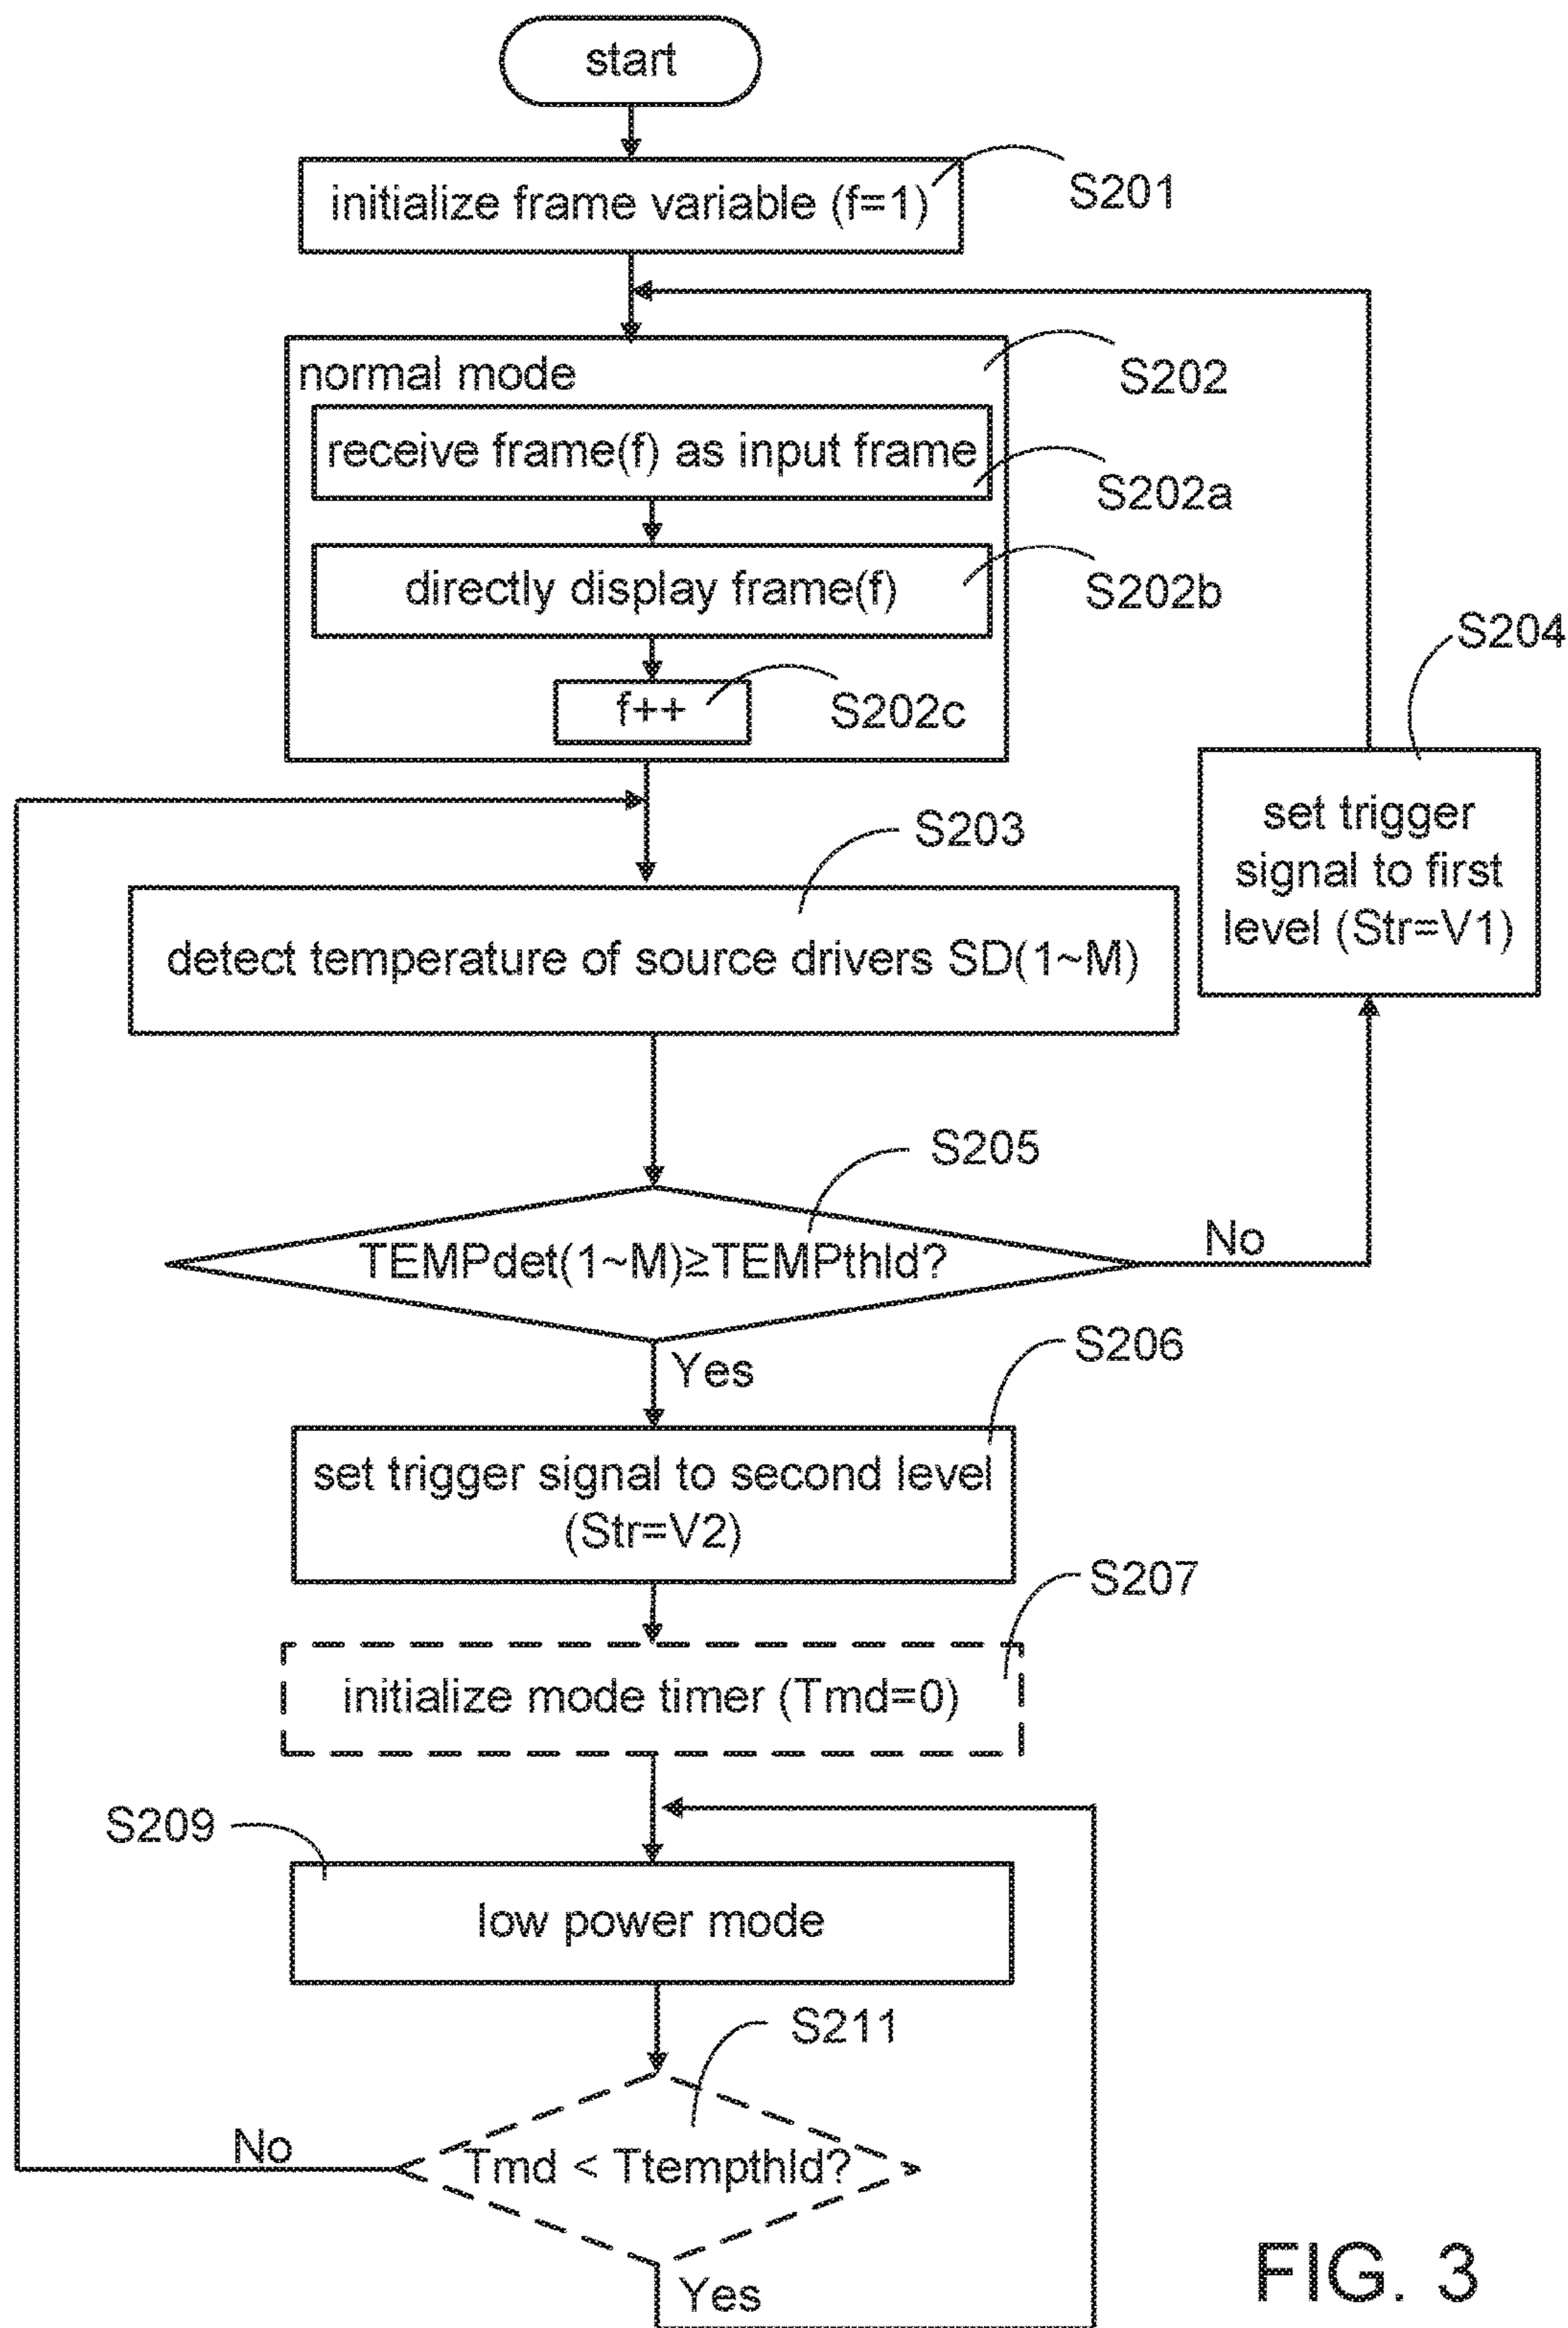 start
initialize frame variable (f=1)
S201
normal mode
S202
receive frame(f) as input frame
S202a
directly display frame(f)
S202b
f++
S202c
S204
set trigger
signal to first
level (Str=V1)
S203
detect temperature of source drivers SD(1~M)
S205
TEMPdet(1~M)≧TEMPthld?
No
Yes
S206
set trigger signal to second level
(Str=V2)
S207
initialize mode timer (Tmd=0)
S209
low power mode
S211
Tmd < Ttempthld?
No
Yes
FIG. 3